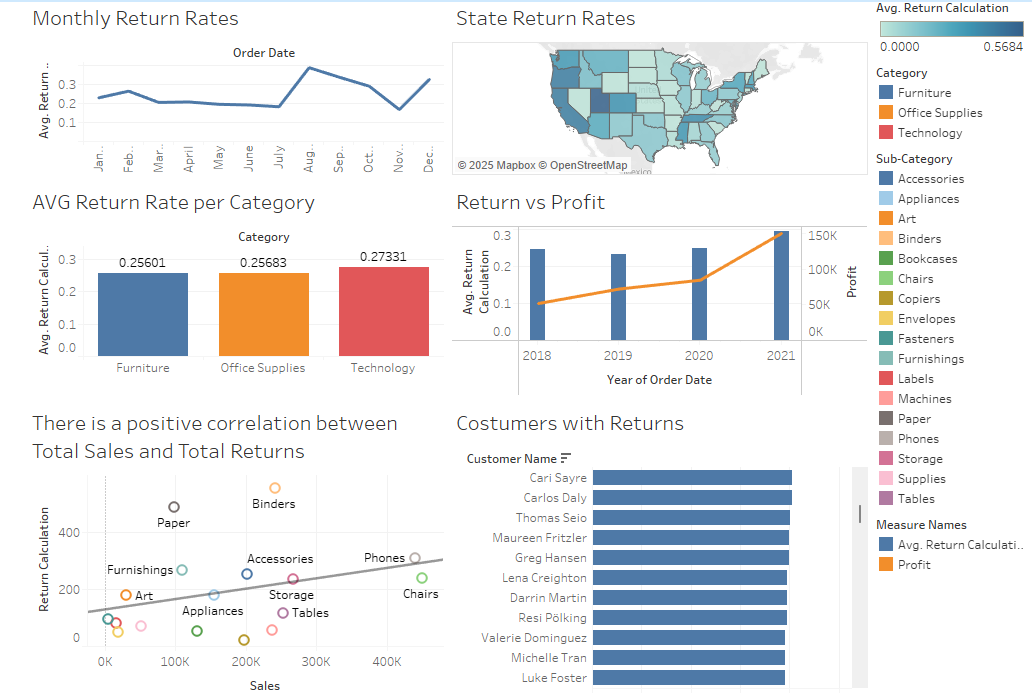 Monthly Return Rates
Order Date
Avg. Return ..
0.3
0.2
0.1
Jan..
Feb..
Mar..
April
May
June
July
Aug..
Sep..
Oct..
Nov..
Dec..
State Return Rates
© 2025 Mapbox © OpenStreetMap
Mexico
AVG Return Rate per Category
Category
Avg. Return Calcul..
0.3
0.2
0.1
0.0
0.25601
0.25683
0.27331
Furniture
Office Supplies
Technology
Return vs Profit
Avg. Return
Calculation
0.3
0.2
0.1
0.0
150K
100K
50K
0K
Profit
2018
2019
2020
2021
Year of Order Date
There is a positive correlation between
Total Sales and Total Returns
Return Calculation
400
200
0
Binders
Paper
Furnishings
Accessories
Phones
Art
Storage
Chairs
Appliances
Tables
0K
100K
200K
300K
400K
Sales
Costumers with Returns
Customer Name
Cari Sayre
Carlos Daly
Thomas Seio
Maureen Fritzler
Greg Hansen
Lena Creighton
Darrin Martin
Resi Pölking
Valerie Dominguez
Michelle Tran
Luke Foster
Avg. Return Calculation
0.0000
0.5684
Category
Furniture
Office Supplies
Technology
Sub-Category
Accessories
Appliances
Art
Binders
Bookcases
Chairs
Copiers
Envelopes
Fasteners
Furnishings
Labels
Machines
Paper
Phones
Storage
Supplies
Tables
Measure Names
Avg. Return Calculati..
Profit